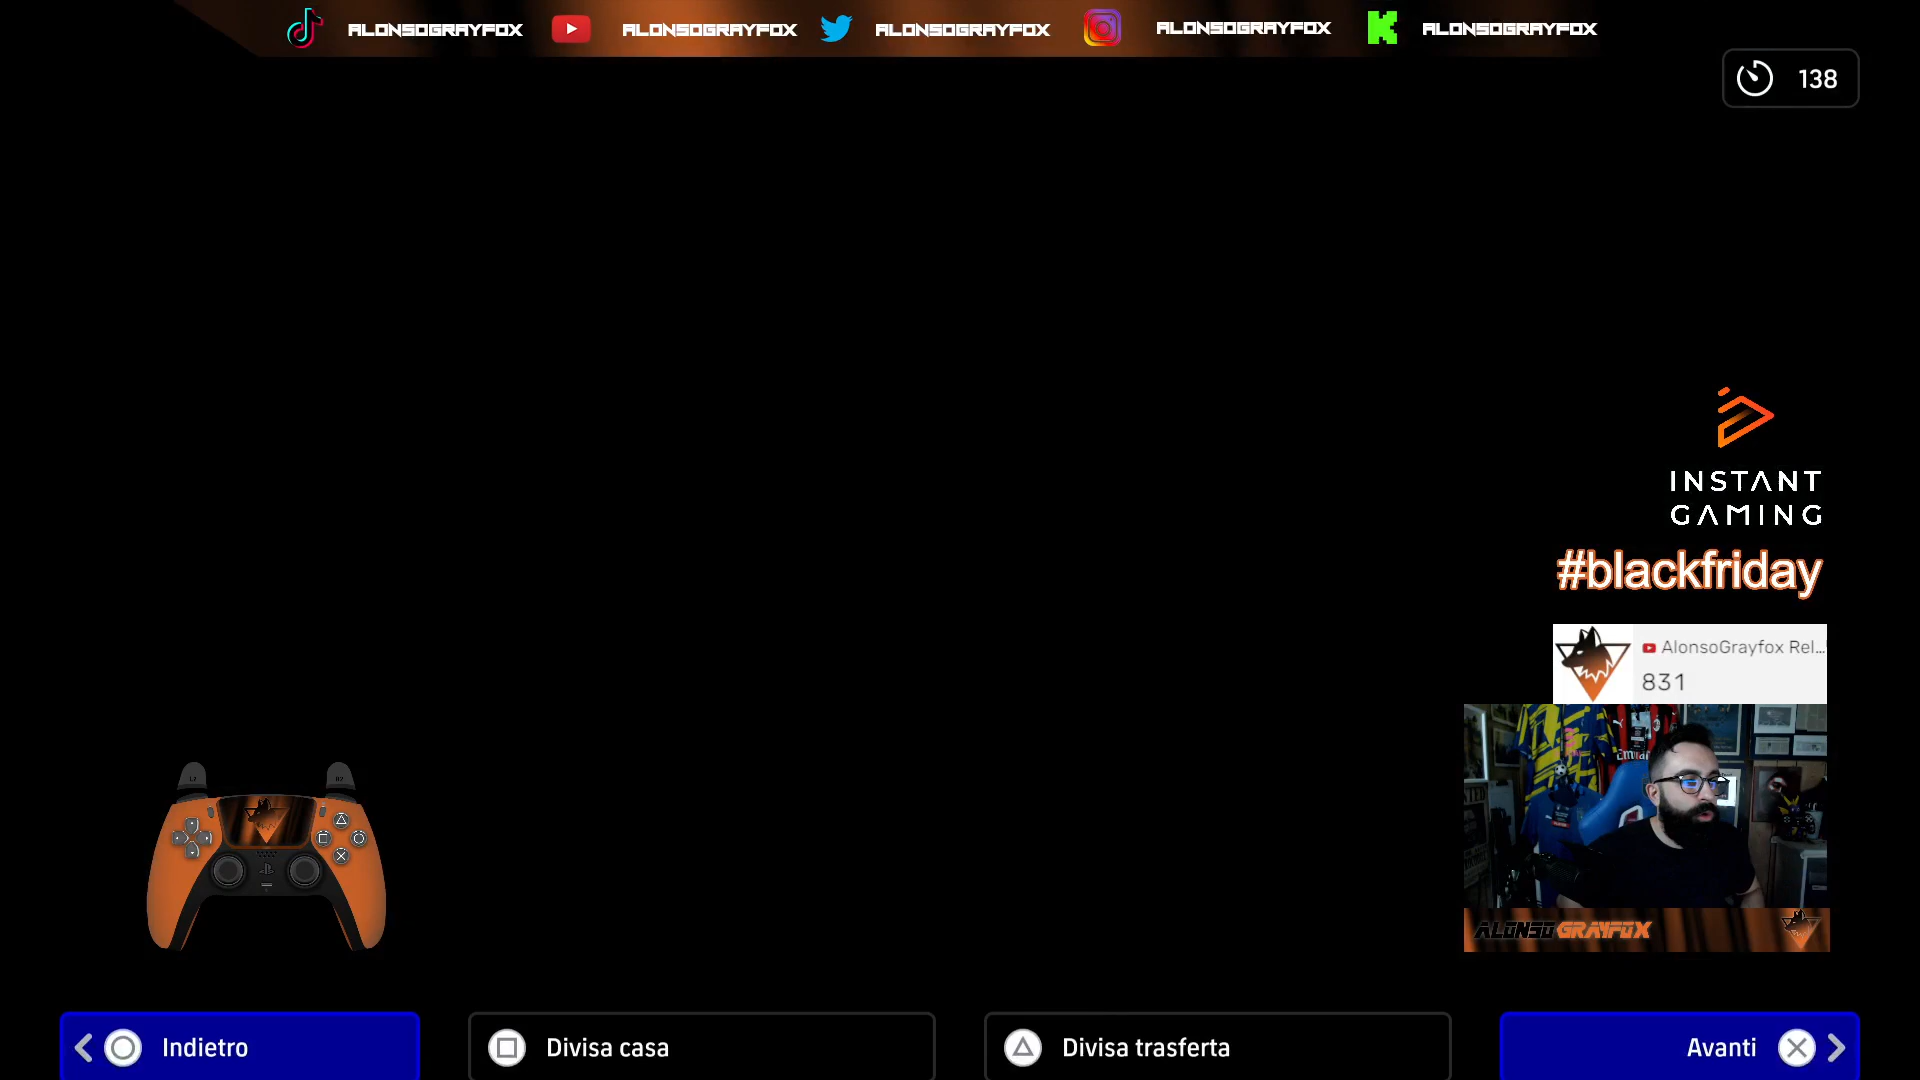 ALONSOGRAYFOX ALONSOGRAYFOX ALONSOGRAYFOX ALONSOGRAYFOX ALONSOGRAYFOX
138
INSTANT
GAMING
#blackfriday
AlonsoGrayfox Rel...
831
ALONSO GRAYFOX
Indietro
Divisa casa
Divisa trasferta
Avanti